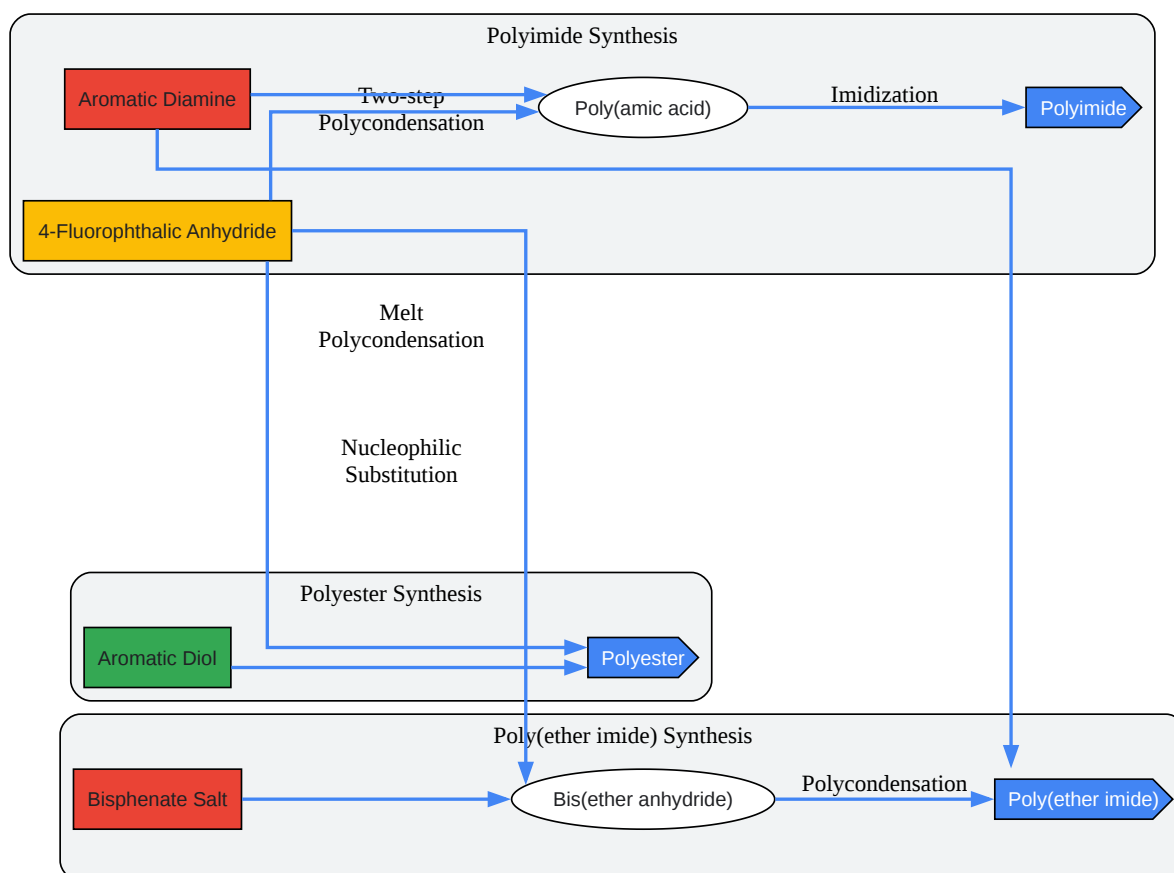 Polyimide Synthesis
Aromatic Diamine
Two-step
Polycondensation
Poly(amic acid)
Imidization
Polyimide
4-Fluorophthalic Anhydride
Melt
Polycondensation
Nucleophilic
Substitution
Polyester Synthesis
Aromatic Diol
Polyester
Poly(ether imide) Synthesis
Bisphenate Salt
Bis(ether anhydride)
Polycondensation
Poly(ether imide)